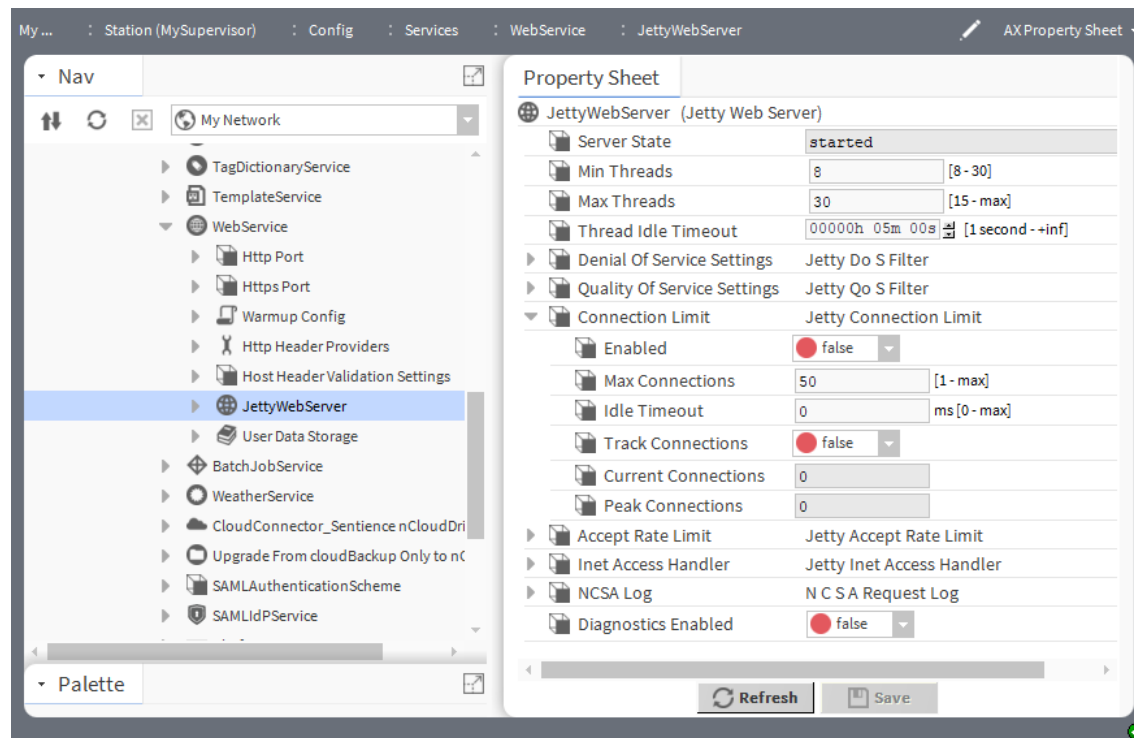 My ... : Station (MySupervisor) : Config : Services : WebService : JettyWebServer AX Property Sheet
Nav
My Network
TagDictionaryService
TemplateService
WebService
Http Port
Https Port
Warmup Config
Http Header Providers
Host Header Validation Settings
JettyWebServer
User Data Storage
BatchJobService
WeatherService
CloudConnector_Sentience nCloudDri
Upgrade From cloudBackup Only to n
SAMLAuthenticationScheme
SAMLIdPService
Palette
Property Sheet
JettyWebServer (Jetty Web Server)
Server State started
Min Threads 8 [8 - 30]
Max Threads 30 [15 - max]
Thread Idle Timeout 00000h 05m 00s [1 second - +inf]
Denial Of Service Settings Jetty Do S Filter
Quality Of Service Settings Jetty Qo S Filter
Connection Limit Jetty Connection Limit
Enabled false
Max Connections 50 [1 - max]
Idle Timeout 0 ms [0 - max]
Track Connections false
Current Connections 0
Peak Connections 0
Accept Rate Limit Jetty Accept Rate Limit
Inet Access Handler Jetty Inet Access Handler
NCSA Log N C S A Request Log
Diagnostics Enabled false
Refresh Save